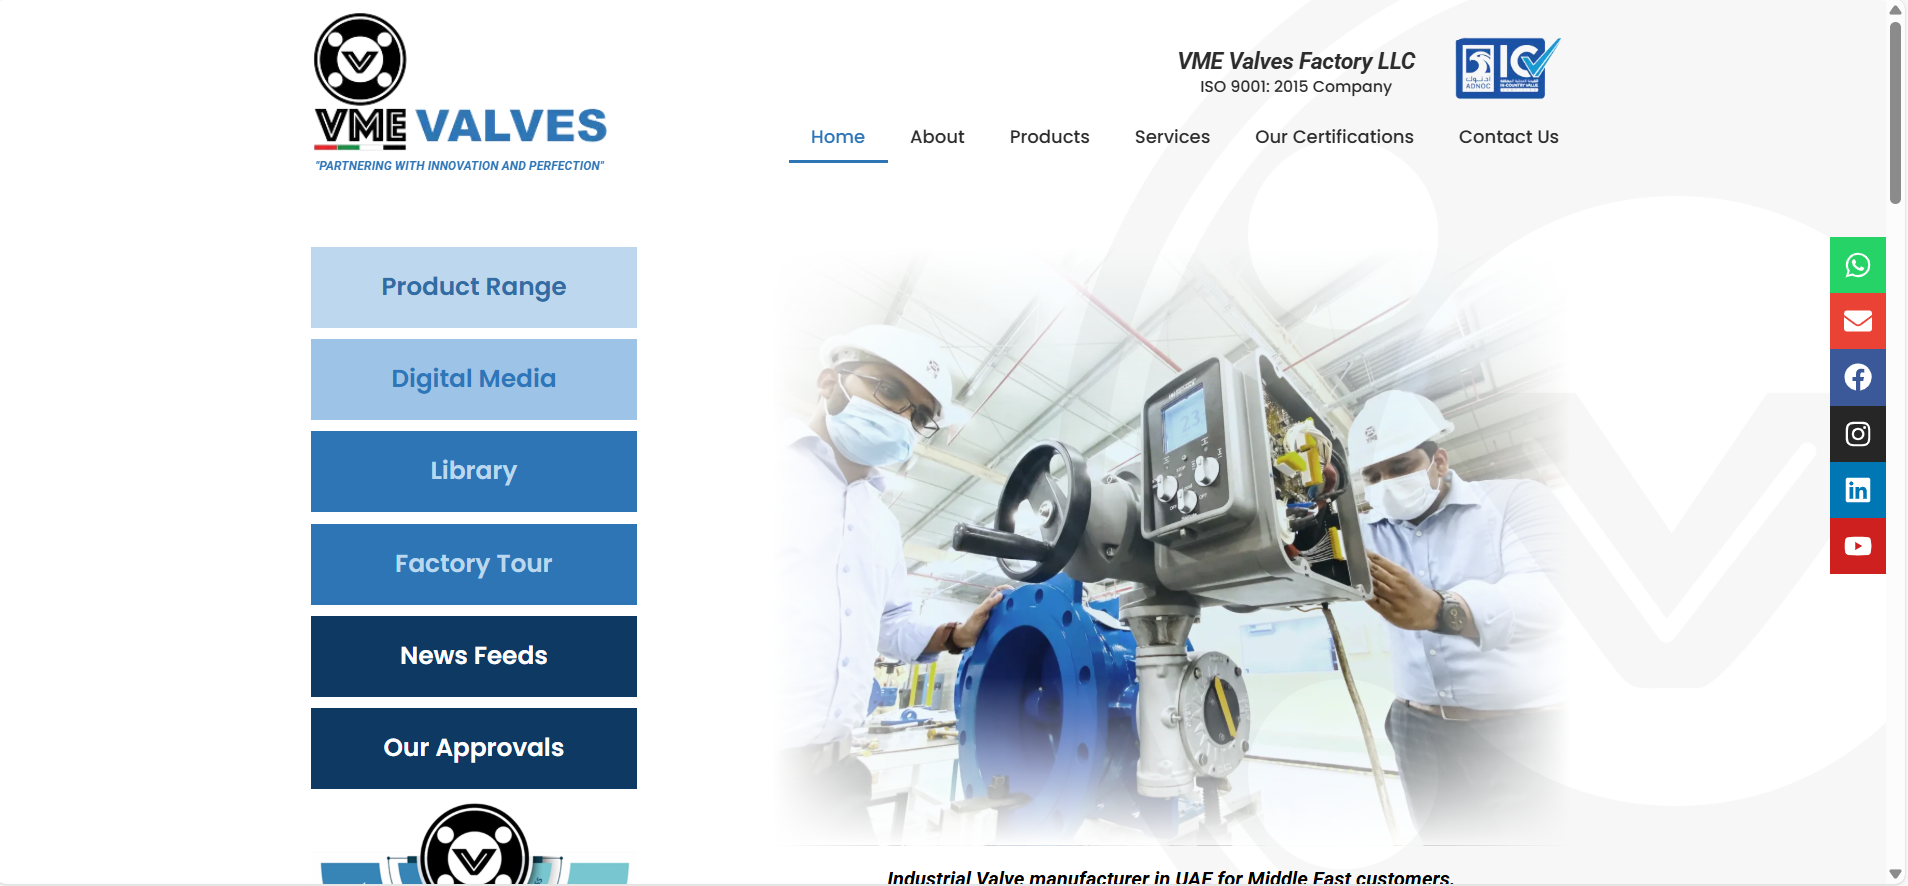 VME VALVES
"PARTNERING WITH INNOVATION AND PERFECTION"
VME Valves Factory LLC
ISO 9001: 2015 Company
ADNOC
Home
About
Products
Services
Our Certifications
Contact Us
Product Range
Digital Media
Library
Factory Tour
News Feeds
Our Approvals
Industrial Valve manufacturer in UAE for Middle East customers.